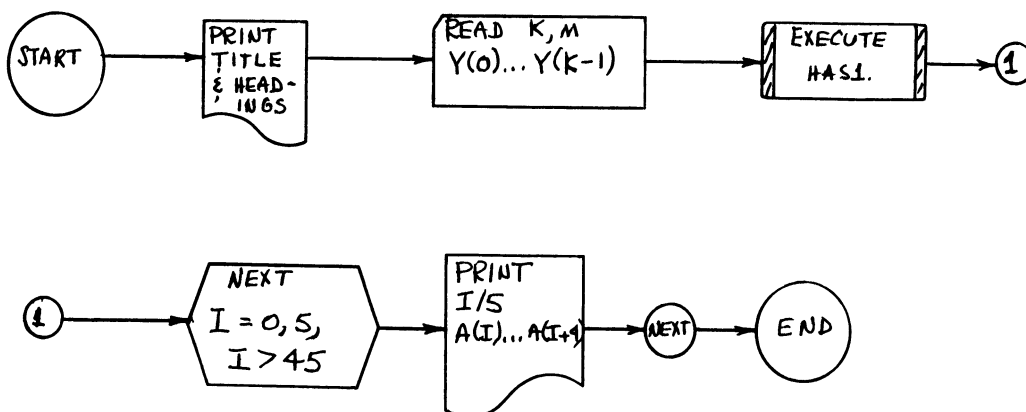 START
PRINT
TITLE
& HEAD-
INGS
READ K, M
Y(0)... Y(K-1)
EXECUTE
HAS1.
1
1
NEXT
I = 0, 5,
I > 45
PRINT
I/5
A(I)... A(I+4)
NEXT
END